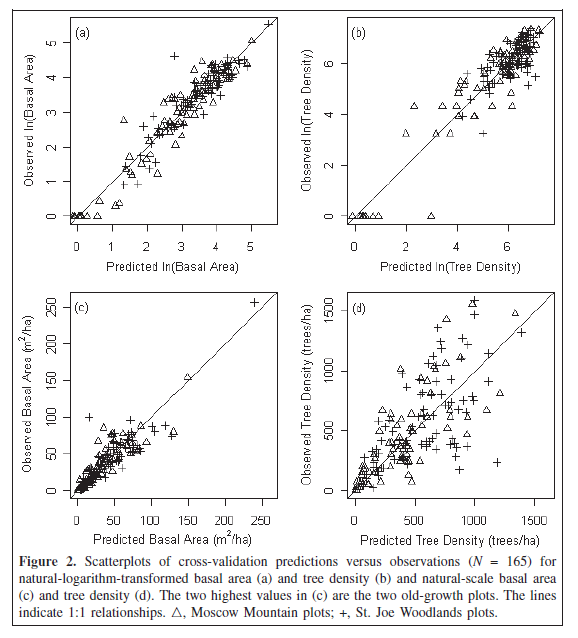 (a)
Observed ln(Basal Area)
0 1 2 3 4 5
0 1 2 3 4 5
Predicted ln(Basal Area)
(b)
Observed ln(Tree Density)
0 2 4 6
0 2 4 6
Predicted ln(Tree Density)
(c)
Observed Basal Area (m²/ha)
0 50 100 150 200 250
0 50 100 150 200 250
Predicted Basal Area (m²/ha)
(d)
Observed Tree Density (trees/ha)
0 500 1500
0 500 1000 1500
Predicted Tree Density (trees/ha)
Figure 2. Scatterplots of cross-validation predictions versus observations (N = 165) for
natural-logarithm-transformed basal area (a) and tree density (b) and natural-scale basal area
(c) and tree density (d). The two highest values in (c) are the two old-growth plots. The lines
indicate 1:1 relationships. △, Moscow Mountain plots; +, St. Joe Woodlands plots.